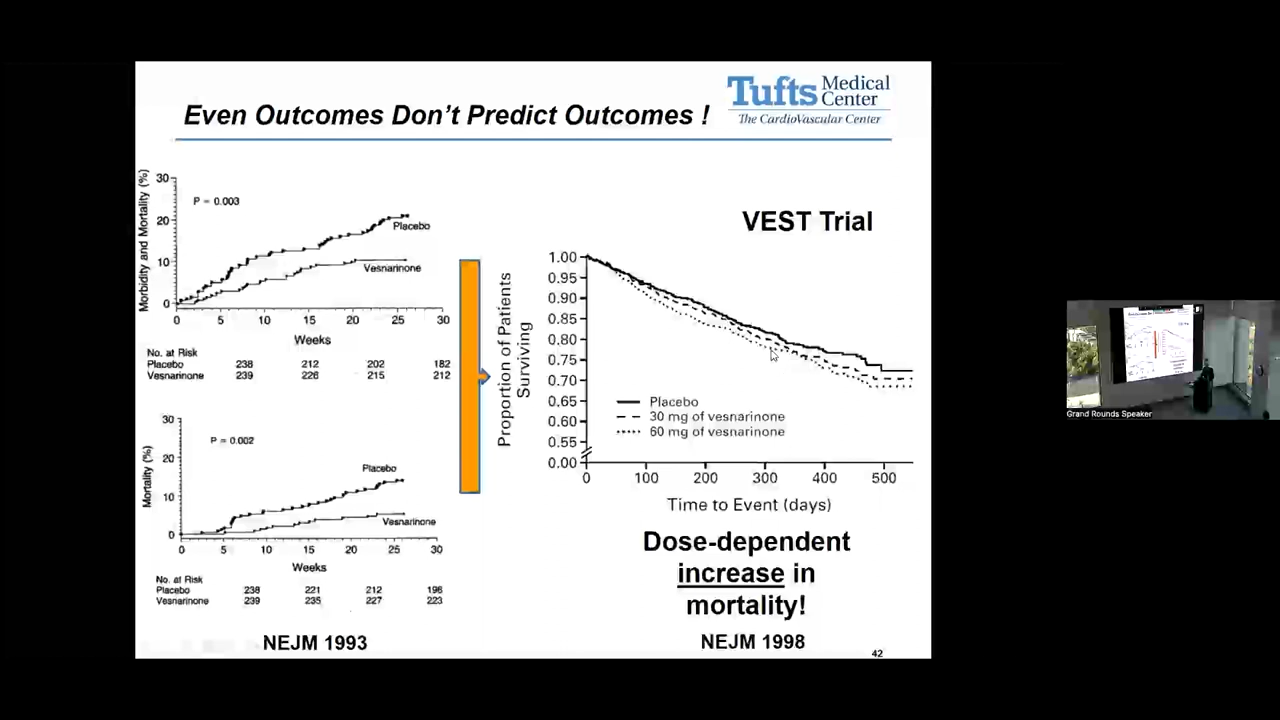 Even Outcomes Don't Predict Outcomes !
Tufts Medical Center
The CardioVascular Center
Morbidity and Mortality (%)
30
20
10
0
P = 0.003
Placebo
Vesnarinone
0 5 10 15 20 25 30
Weeks
No. at Risk
Placebo 238 212 202 182
Vesnarinone 239 226 215 212
Mortality (%)
30
20
10
0
P = 0.002
Placebo
Vesnarinone
0 5 10 15 20 25 30
Weeks
No. at Risk
Placebo 238 221 212 196
Vesnarinone 239 235 227 223
NEJM 1993
VEST Trial
Proportion of Patients
Surviving
1.00
0.95
0.90
0.85
0.80
0.75
0.70
0.65
0.60
0.55
0.00
Placebo
30 mg of vesnarinone
60 mg of vesnarinone
0 100 200 300 400 500
Time to Event (days)
Dose-dependent
increase in
mortality!
NEJM 1998
42
Grand Rounds Speaker